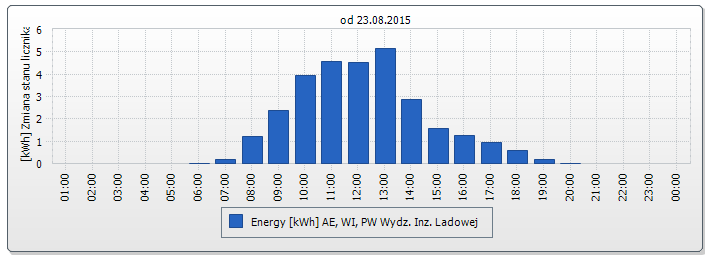 od 23.08.2015
[kWh] Zmiana stanu licznika
6
5
4
3
2
1
0
01:00 02:00 03:00 04:00 05:00 06:00 07:00 08:00 09:00 10:00 11:00 12:00 13:00 14:00 15:00 16:00 17:00 18:00 19:00 20:00 21:00 22:00 23:00 00:00
Energy [kWh] AE, WI, PW Wydz. Inz. Ladowej